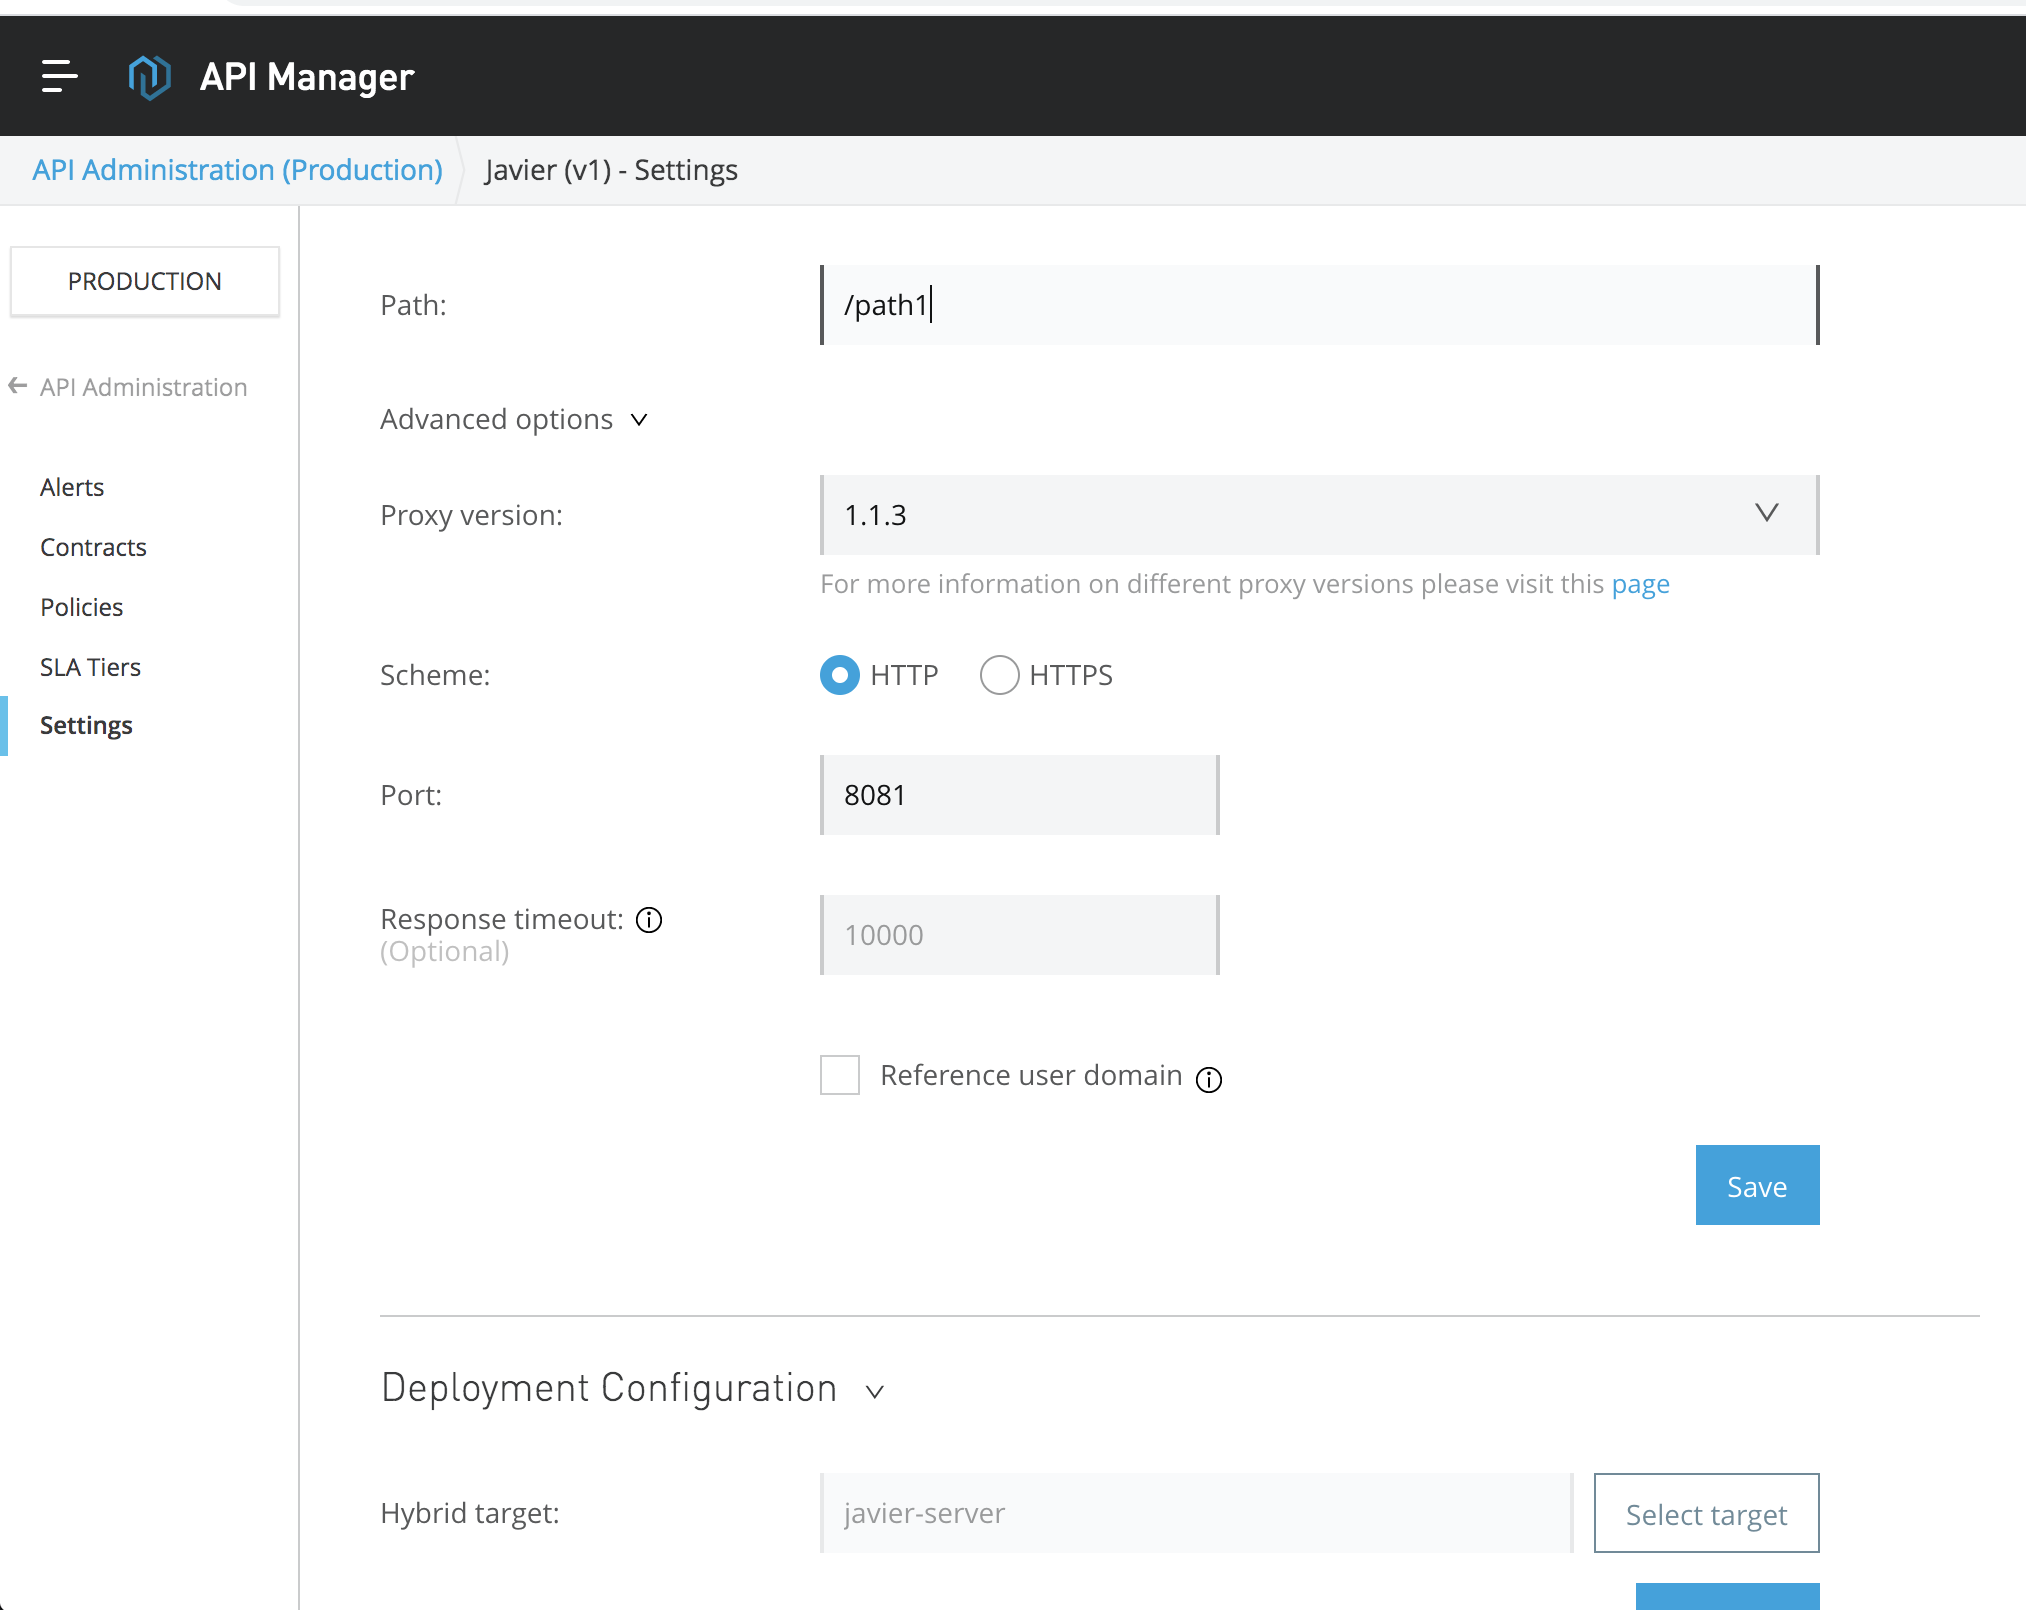 API Manager
API Administration (Production)
Javier (v1) - Settings
PRODUCTION
API Administration
Alerts
Contracts
Policies
SLA Tiers
Settings
Path:
/path1
Advanced options
Proxy version:
1.1.3
For more information on different proxy versions please visit this page
Scheme:
HTTP
HTTPS
Port:
8081
Response timeout:
(Optional)
10000
Reference user domain
Save
Deployment Configuration
Hybrid target:
javier-server
Select target